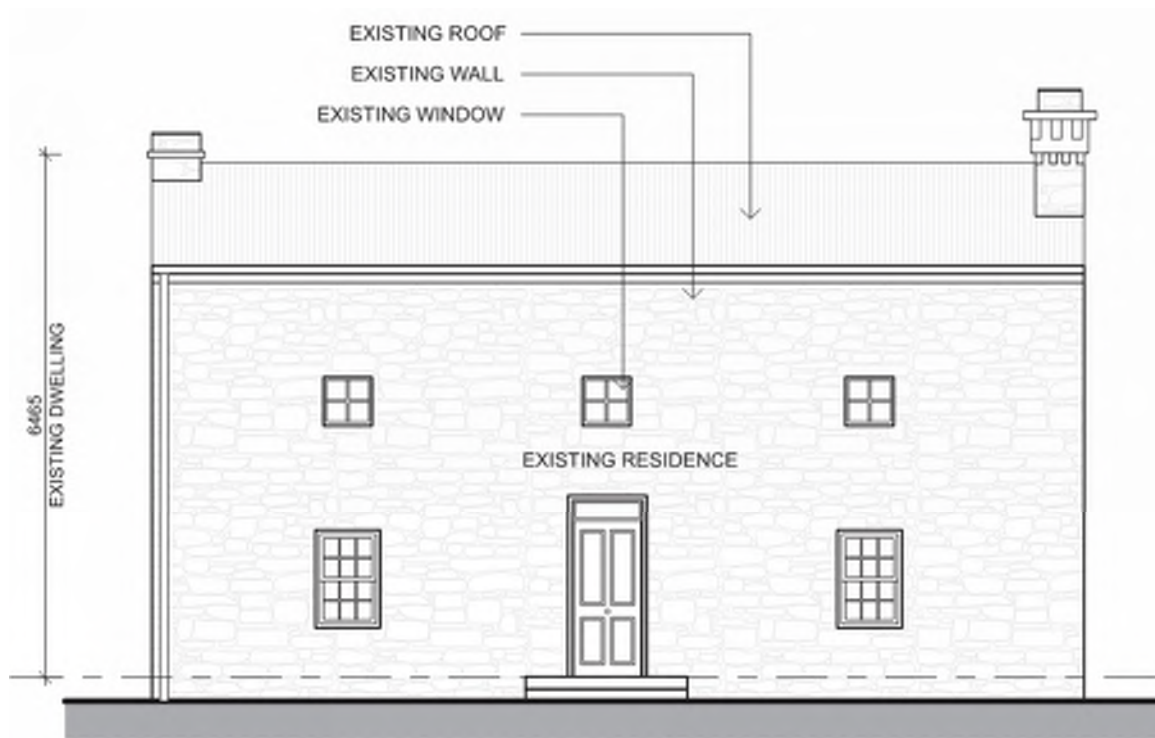 EXISTING ROOF
EXISTING WALL
EXISTING WINDOW
6465
EXISTING DWELLING
EXISTING RESIDENCE